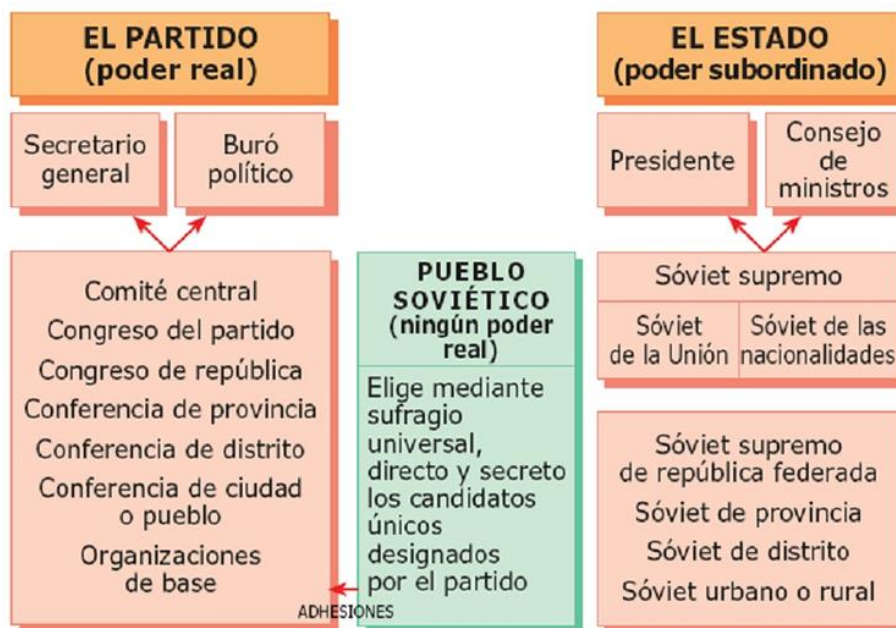 EL PARTIDO
(poder real)
Secretario
general
Buró
político
Comité central
Congreso del partido
Congreso de república
Conferencia de provincia
Conferencia de distrito
Conferencia de ciudad
o pueblo
Organizaciones
de base
ADHESIONES
PUEBLO
SOVIÉTICO
(ningún poder
real)
Elige mediante
sufragio
universal,
directo y secreto
los candidatos
únicos
designados
por el partido
EL ESTADO
(poder subordinado)
Presidente
Consejo
de
ministros
Sóviet supremo
Sóviet
de la Unión
Sóviet de las
nacionalidades
Sóviet supremo
de república federada
Sóviet de provincia
Sóviet de distrito
Sóviet urbano o rural